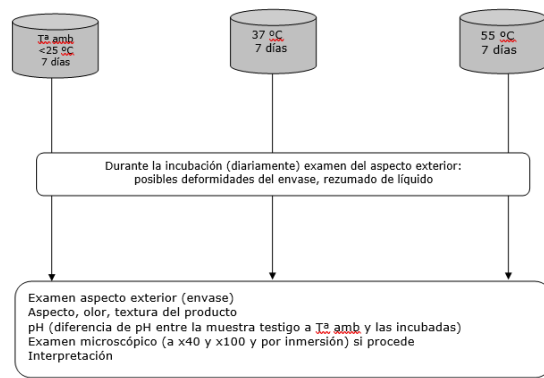 Tª amb
<25 ºC
7 días
37 ºC
7 días
55 ºC
7 días
Durante la incubación (diariamente) examen del aspecto exterior:
posibles deformidades del envase, rezumado de líquido
Examen aspecto exterior (envase)
Aspecto, olor, textura del producto
pH (diferencia de pH entre la muestra testigo a Tª amb y las incubadas)
Examen microscópico (a x40 y x100 y por inmersión) si procede
Interpretación